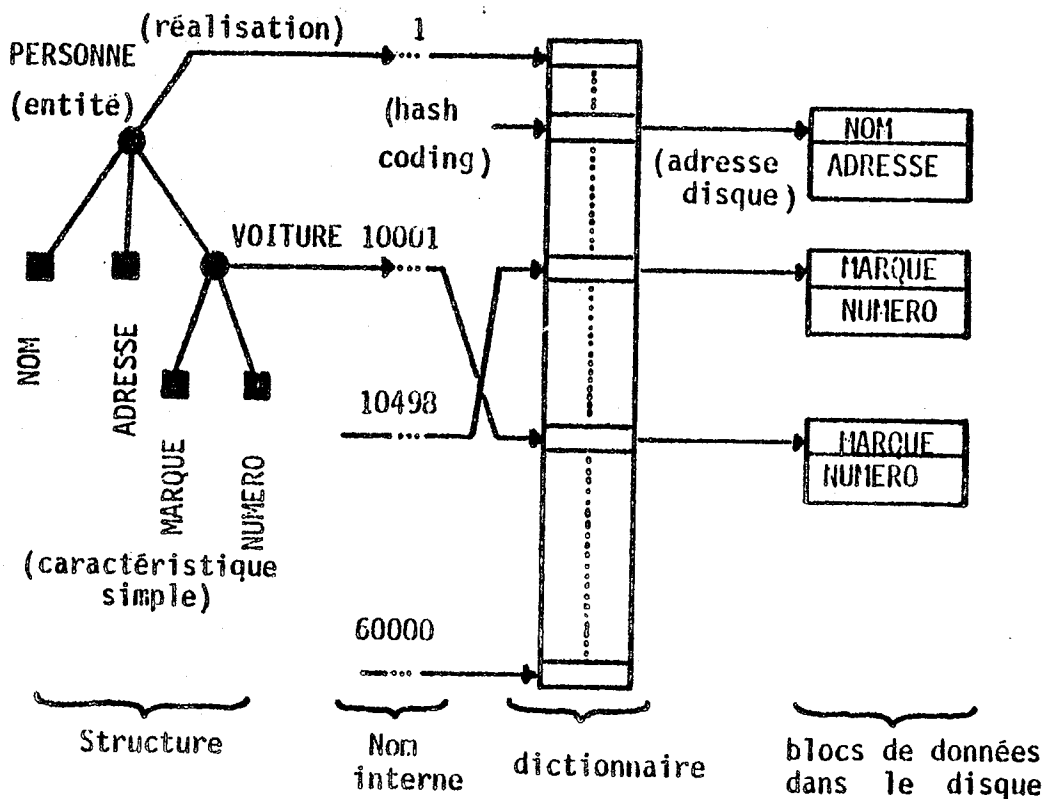 (réalisation)
1
PERSONNE
(entité)
(hash
coding)
(adresse
disque)
NOM
ADRESSE
VOITURE 10001
MARQUE
NUMERO
NOM
ADRESSE
MARQUE
NUMERO
10498
MARQUE
NUMERO
(caractéristique
simple)
60000
Structure
Nom
interne
dictionnaire
blocs de données
dans le disque